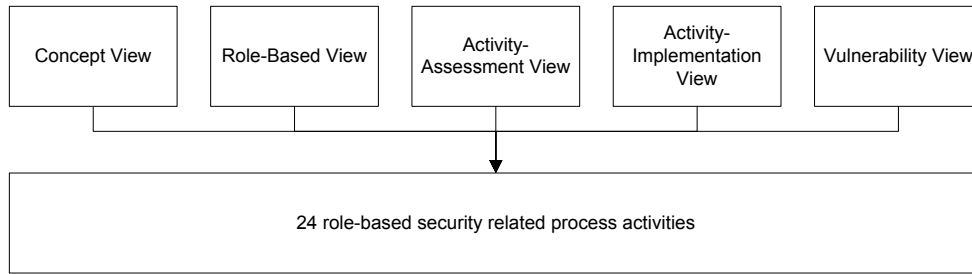 Concept View
Role-Based View
Activity-
Assessment View
Activity-
Implementation
View
Vulnerability View
24 role-based security related process activities